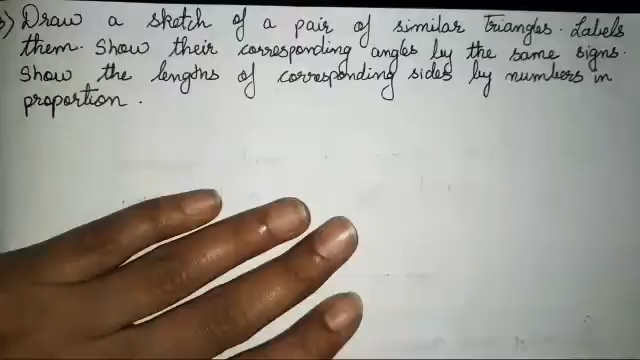 3) Draw a sketch of a pair of similar triangles. Labels
them. Show their corresponding angles by the same signs.
Show the lengths of corresponding sides by numbers in
proportion.